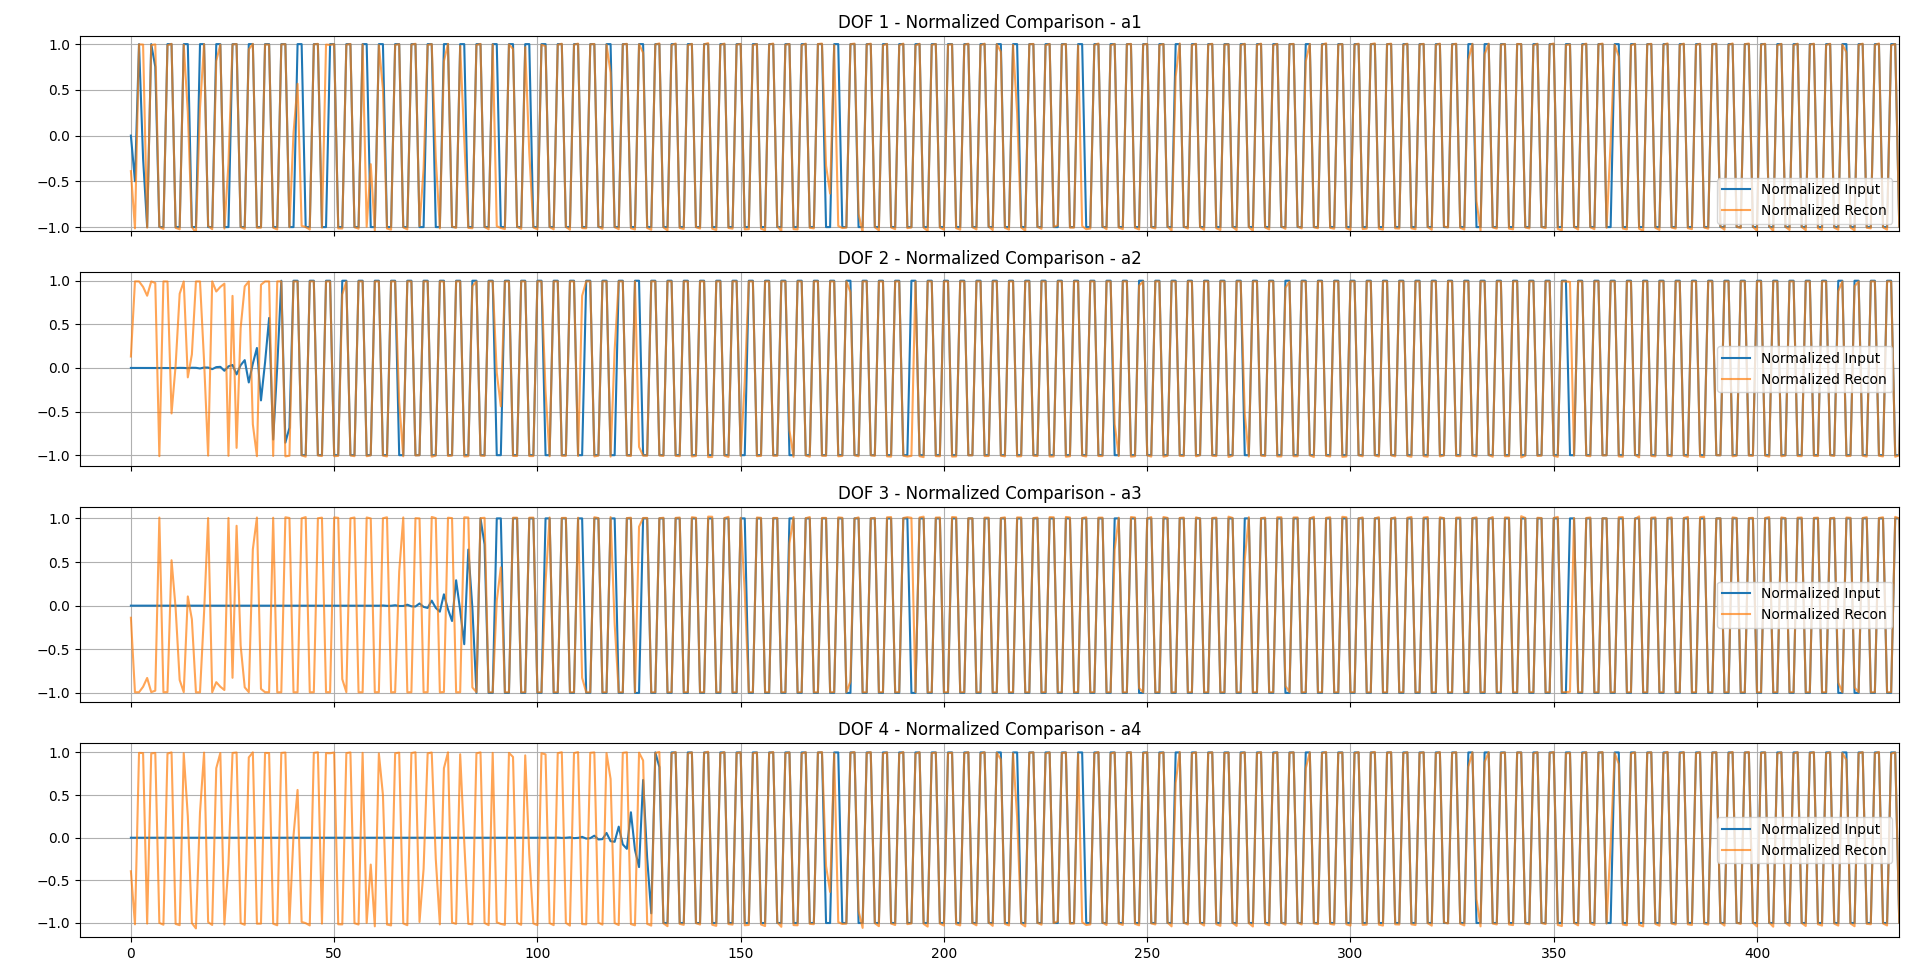 DOF 1 - Normalized Comparison - a1
1.0
0.5
0.0
−0.5
−1.0
Normalized Input
Normalized Recon
DOF 2 - Normalized Comparison - a2
1.0
0.5
0.0
−0.5
−1.0
Normalized Input
Normalized Recon
DOF 3 - Normalized Comparison - a3
1.0
0.5
0.0
−0.5
−1.0
Normalized Input
Normalized Recon
DOF 4 - Normalized Comparison - a4
1.0
0.5
0.0
−0.5
−1.0
Normalized Input
Normalized Recon
0 50 100 150 200 250 300 350 400